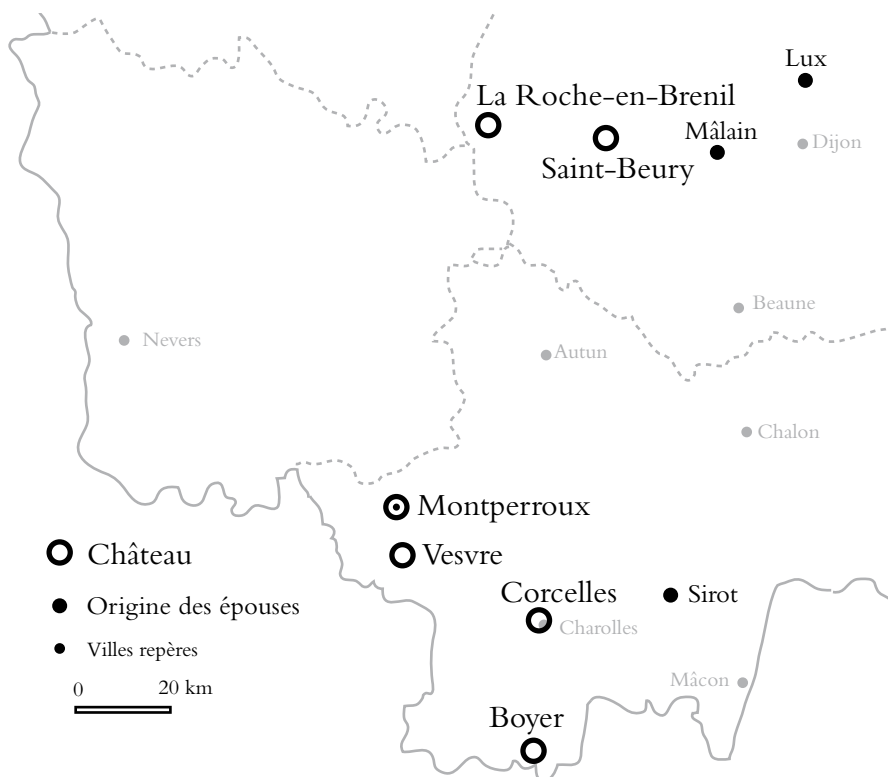 Lux
La Roche-en-Brenil
Mâlain
Dijon
Saint-Beury
Beaune
Nevers
Autun
Chalon
Montperroux
Vesvre
Château
Corcelles
Sirot
Origine des épouses
Charolles
Villes repères
Mâcon
0 20 km
Boyer